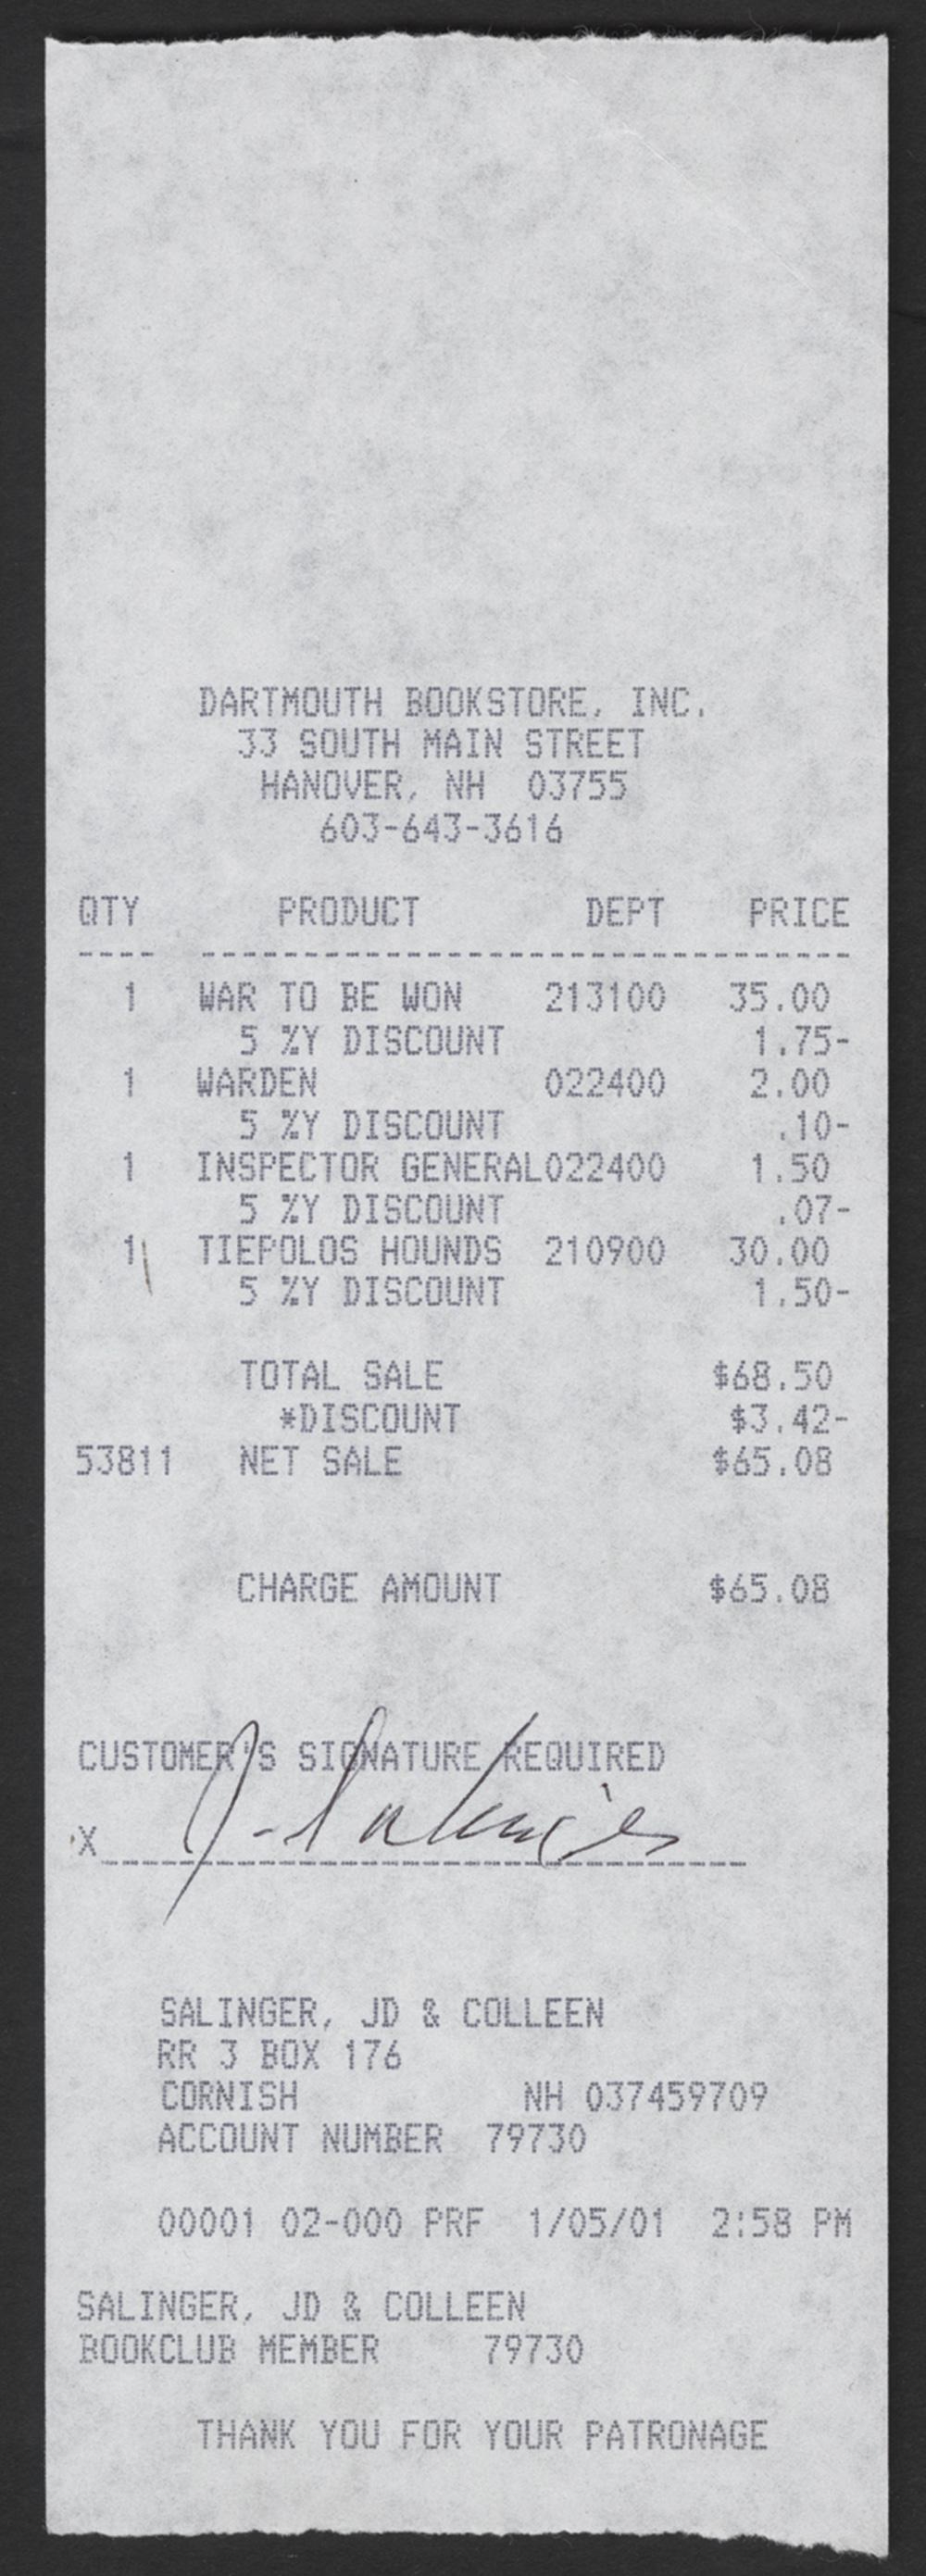 DARTMOUTH BOOKSTORE, INC.
33 SOUTH MAIN STREET
HANOVER, NH 03755
603-643-3616
QTY PRODUCT DEPT PRICE
1 WAR TO BE WON 213100 35.00
5 %Y DISCOUNT 1.75-
1 WARDEN 022400 2.00
5 %Y DISCOUNT .10-
1 INSPECTOR GENERAL022400 1.50
5 %Y DISCOUNT .07-
1 TIEPOLOS HOUNDS 210900 30.00
5 %Y DISCOUNT 1.50-
TOTAL SALE $68.50
*DISCOUNT $3.42-
53811 NET SALE $65.08
CHARGE AMOUNT $65.08
CUSTOMER'S SIGNATURE REQUIRED
X J. Salinger
SALINGER, JD & COLLEEN
RR 3 BOX 176
CORNISH NH 037459709
ACCOUNT NUMBER 79730
00001 02-000 PRF 1/05/01 2:58 PM
SALINGER, JD & COLLEEN
BOOKCLUB MEMBER 79730
THANK YOU FOR YOUR PATRONAGE